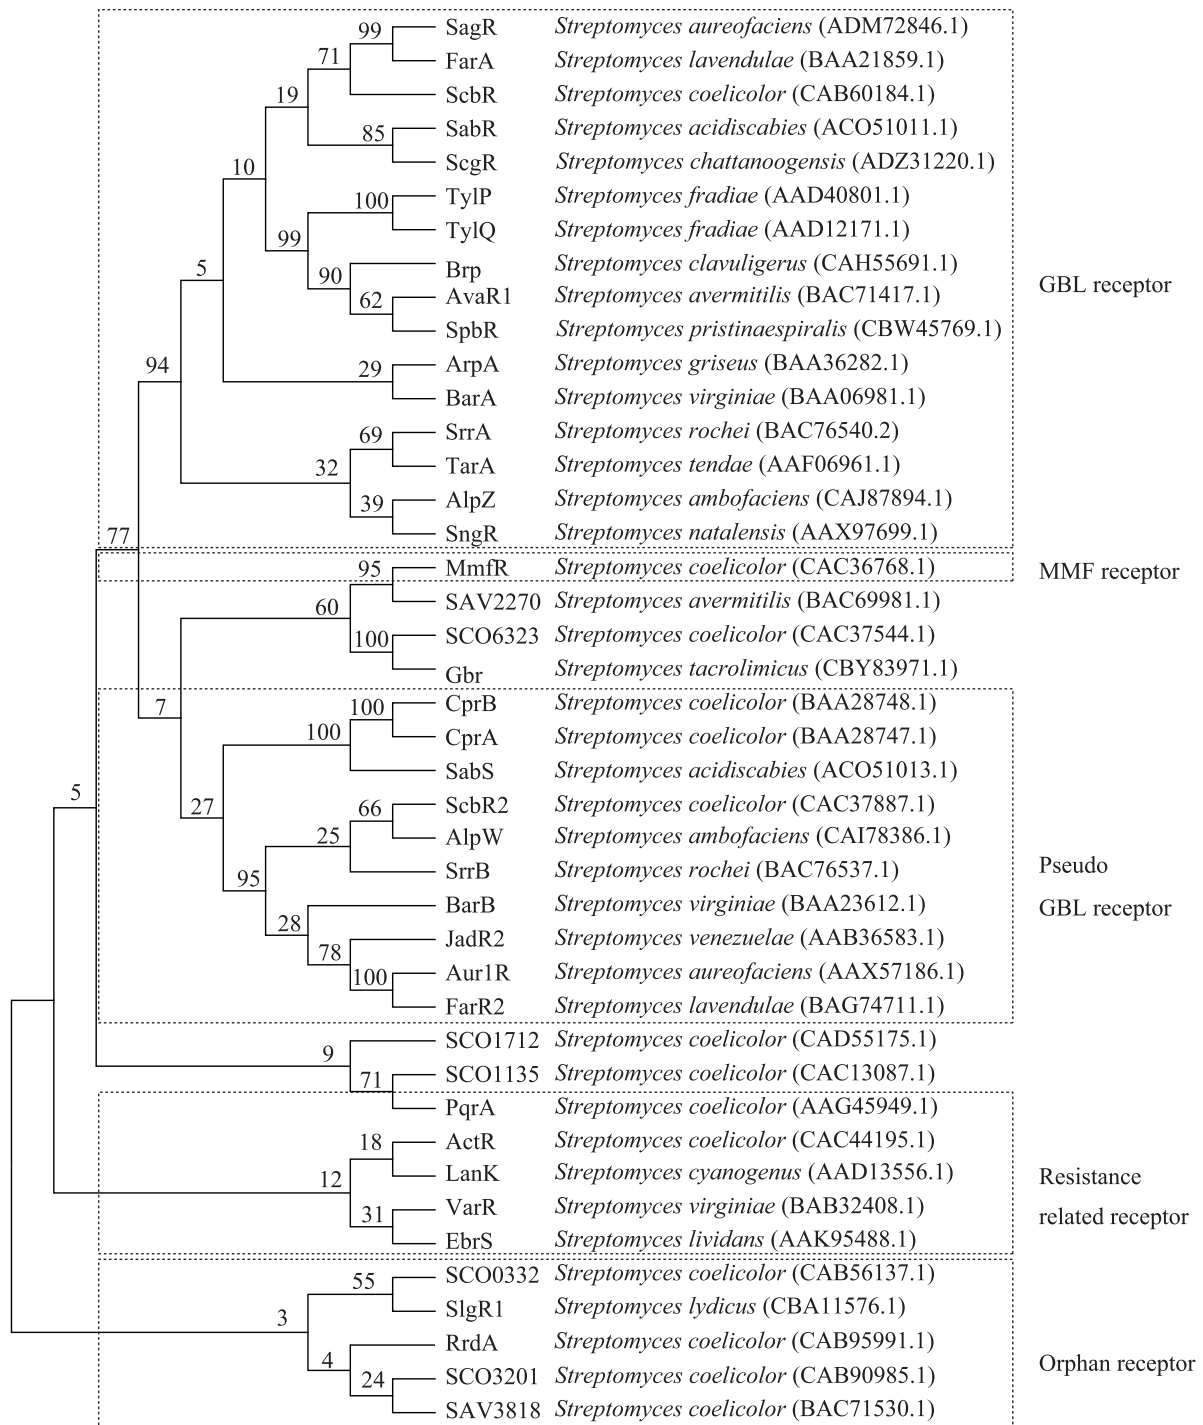 99 SagR Streptomyces aureofaciens (ADM72846.1)
71 FarA Streptomyces lavendulae (BAA21859.1)
19 ScbR Streptomyces coelicolor (CAB60184.1)
85 SabR Streptomyces acidiscabies (ACO51011.1)
10 ScgR Streptomyces chattanoogensis (ADZ31220.1)
100 TylP Streptomyces fradiae (AAD40801.1)
99 TylQ Streptomyces fradiae (AAD12171.1)
5 90 Brp Streptomyces clavuligerus (CAH55691.1)
GBL receptor
62 AvaR1 Streptomyces avermitilis (BAC71417.1)
SpbR Streptomyces pristinaespiralis (CBW45769.1)
94 29 ArpA Streptomyces griseus (BAA36282.1)
BarA Streptomyces virginiae (BAA06981.1)
69 SrrA Streptomyces rochei (BAC76540.2)
32 TarA Streptomyces tendae (AAF06961.1)
39 AlpZ Streptomyces ambofaciens (CAJ87894.1)
77 SngR Streptomyces natalensis (AAX97699.1)
95 MmfR Streptomyces coelicolor (CAC36768.1)
MMF receptor
60 SAV2270 Streptomyces avermitilis (BAC69981.1)
100 SCO6323 Streptomyces coelicolor (CAC37544.1)
Gbr Streptomyces tacrolimicus (CBY83971.1)
7 100 CprB Streptomyces coelicolor (BAA28748.1)
100 CprA Streptomyces coelicolor (BAA28747.1)
SabS Streptomyces acidiscabies (ACO51013.1)
5 27 66 ScbR2 Streptomyces coelicolor (CAC37887.1)
25 AlpW Streptomyces ambofaciens (CAI78386.1)
Pseudo
95 SrrB Streptomyces rochei (BAC76537.1)
BarB Streptomyces virginiae (BAA23612.1)
GBL receptor
28 JadR2 Streptomyces venezuelae (AAB36583.1)
78 100 Aur1R Streptomyces aureofaciens (AAX57186.1)
FarR2 Streptomyces lavendulae (BAG74711.1)
9 SCO1712 Streptomyces coelicolor (CAD55175.1)
71 SCO1135 Streptomyces coelicolor (CAC13087.1)
PqrA Streptomyces coelicolor (AAG45949.1)
18 ActR Streptomyces coelicolor (CAC44195.1)
12 LanK Streptomyces cyanogenus (AAD13556.1)
Resistance
31 VarR Streptomyces virginiae (BAB32408.1)
related receptor
EbrS Streptomyces lividans (AAK95488.1)
55 SCO0332 Streptomyces coelicolor (CAB56137.1)
3 SlgR1 Streptomyces lydicus (CBA11576.1)
4 RrdA Streptomyces coelicolor (CAB95991.1)
Orphan receptor
24 SCO3201 Streptomyces coelicolor (CAB90985.1)
SAV3818 Streptomyces coelicolor (BAC71530.1)